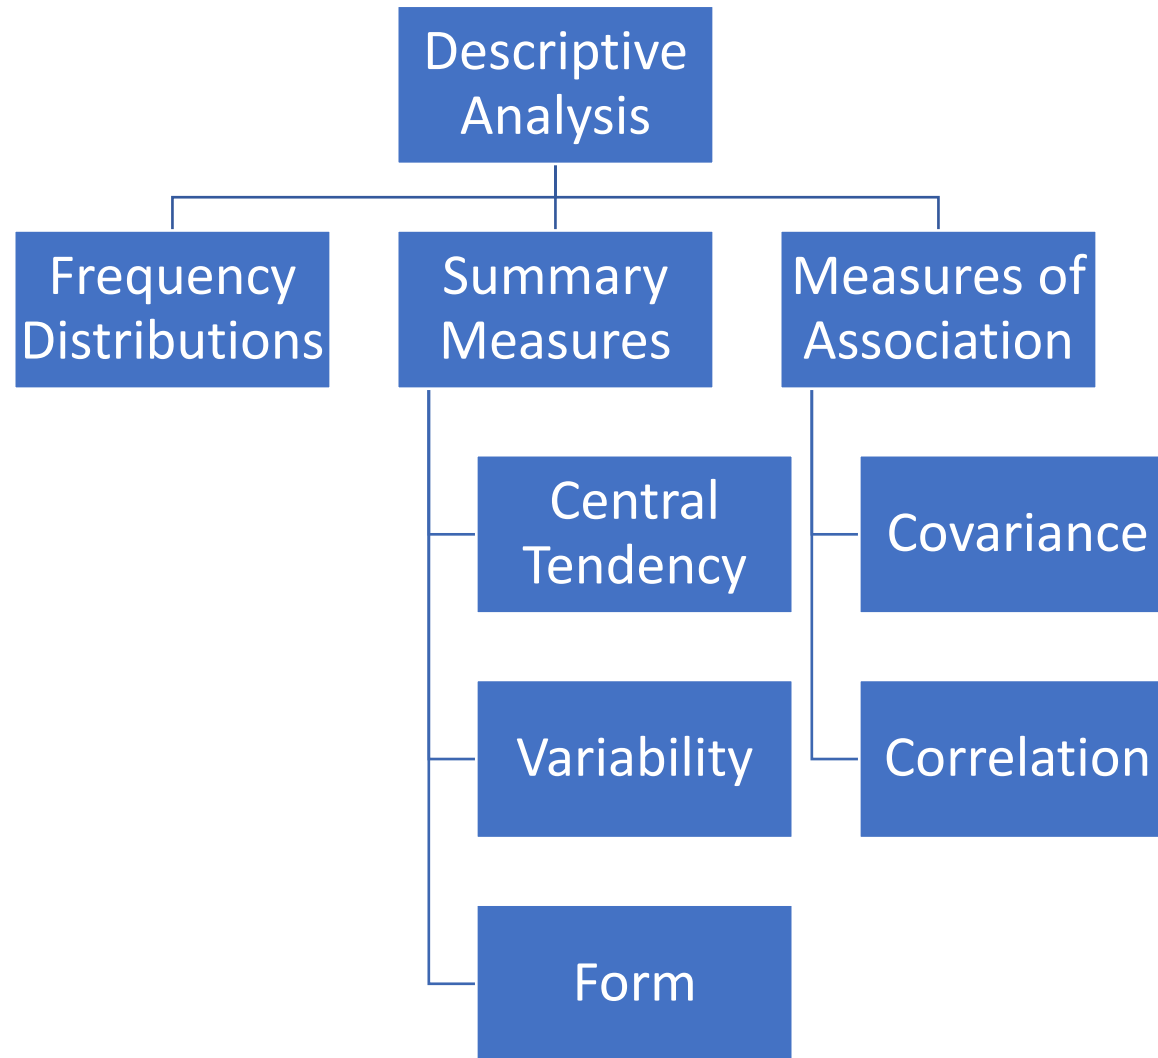 Descriptive
Analysis
Frequency
Distributions
Summary
Measures
Measures of
Association
Central
Tendency
Covariance
Variability
Correlation
Form